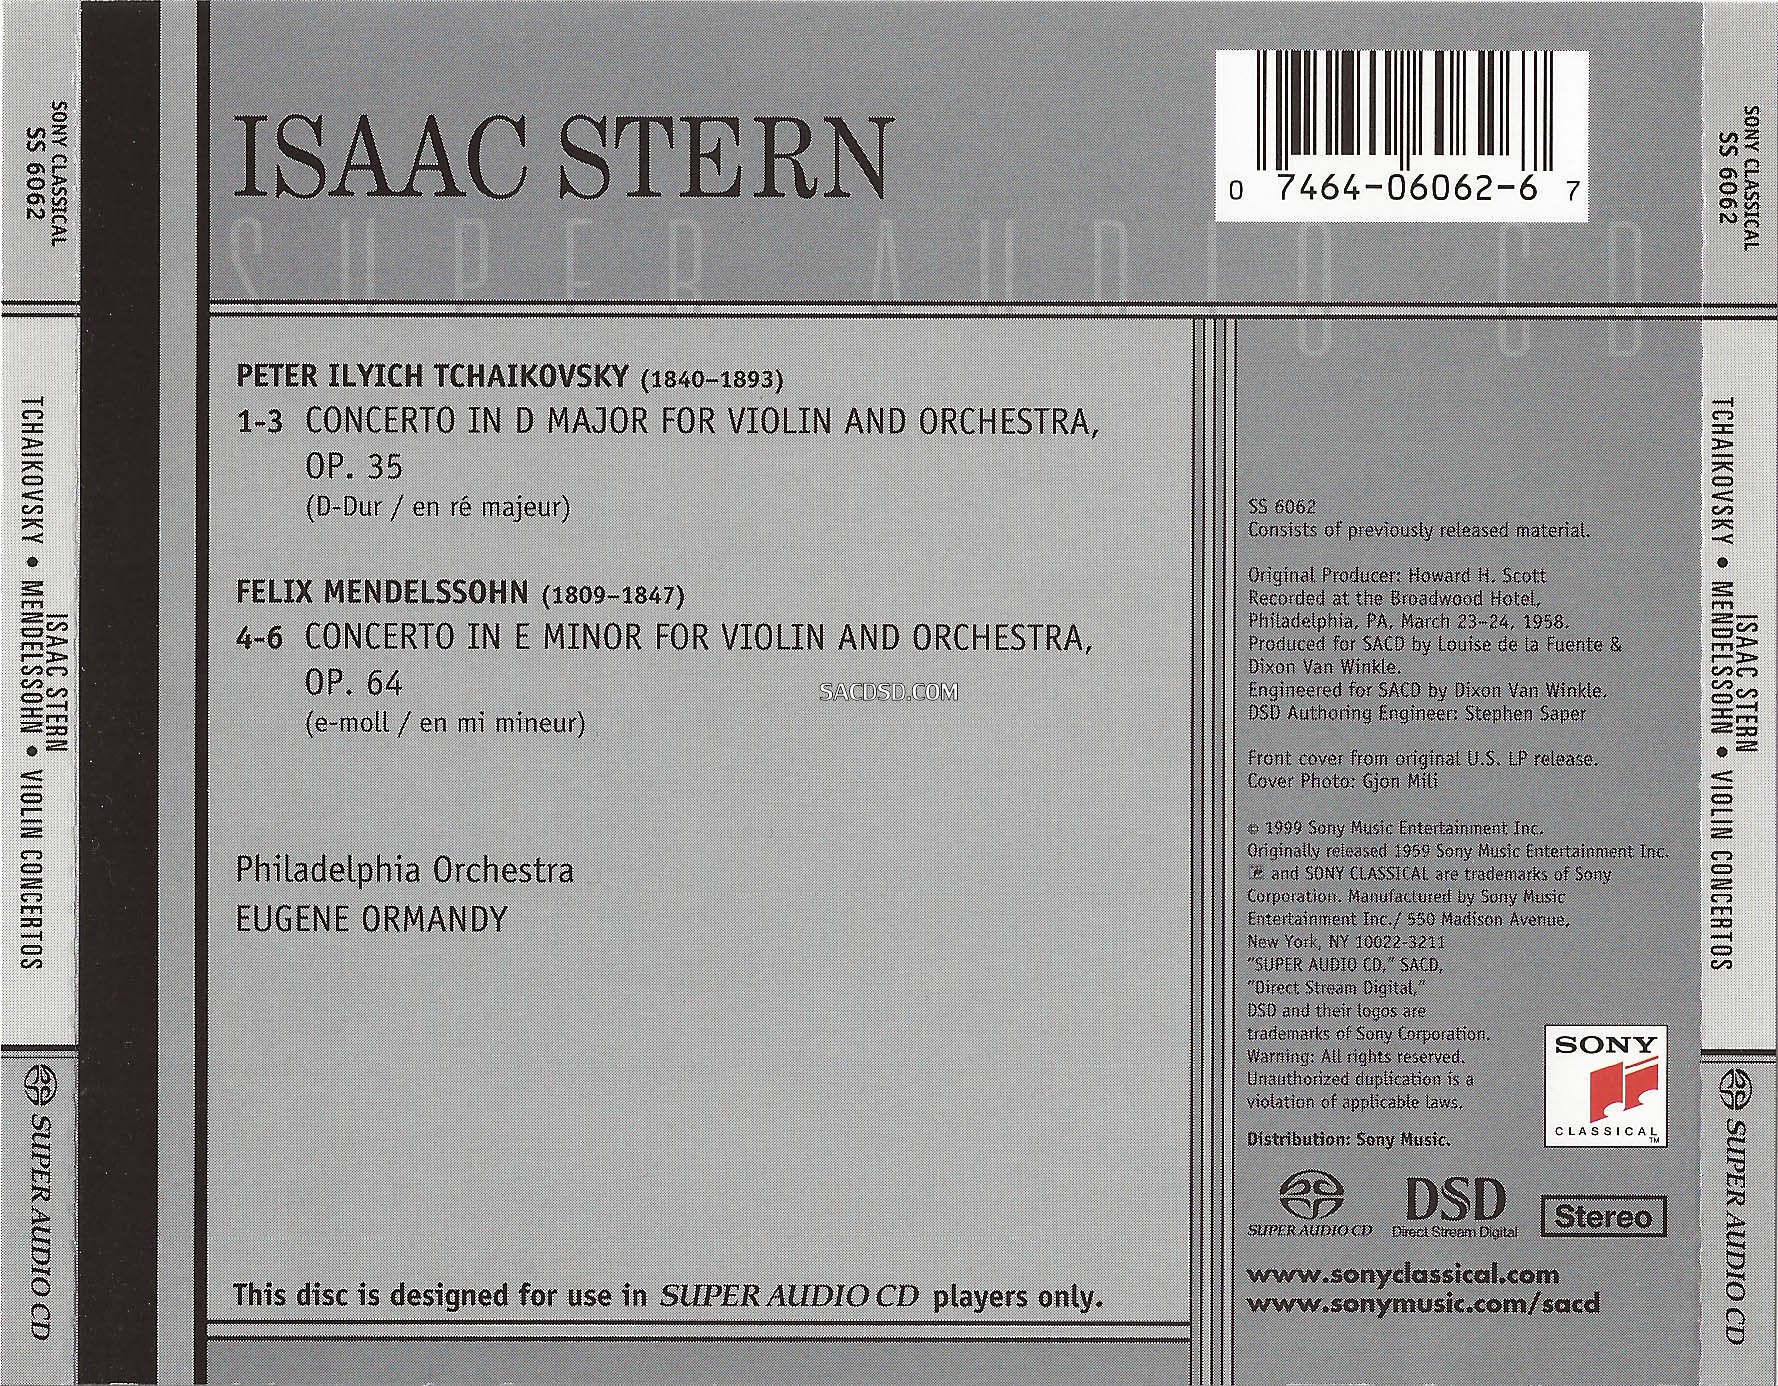 SONY CLASSICAL
SS 6062
ISAAC STERN
TCHAIKOVSKY • MENDELSSOHN • VIOLIN CONCERTOS
SUPER AUDIO CD
ISAAC STERN
SUPER AUDIO CD
0 7464-06062-6 7
PETER ILYICH TCHAIKOVSKY (1840–1893)
1-3 CONCERTO IN D MAJOR FOR VIOLIN AND ORCHESTRA,
OP. 35
(D-Dur / en ré majeur)
FELIX MENDELSSOHN (1809–1847)
4-6 CONCERTO IN E MINOR FOR VIOLIN AND ORCHESTRA,
OP. 64
(e-moll / en mi mineur)
SACDSD.COM
Philadelphia Orchestra
EUGENE ORMANDY
This disc is designed for use in SUPER AUDIO CD players only.
SS 6062
Consists of previously released material.
Original Producer: Howard H. Scott
Recorded at the Broadwood Hotel,
Philadelphia, PA, March 23–24, 1958.
Produced for SACD by Louise de la Fuente &
Dixon Van Winkle.
Engineered for SACD by Dixon Van Winkle.
DSD Authoring Engineer: Stephen Saper
Front cover from original U.S. LP release.
Cover Photo: Gjon Mili
© 1999 Sony Music Entertainment Inc.
Originally released 1959 Sony Music Entertainment Inc.
and SONY CLASSICAL are trademarks of Sony
Corporation. Manufactured by Sony Music
Entertainment Inc./ 550 Madison Avenue,
New York, NY 10022-3211
"SUPER AUDIO CD," SACD,
"Direct Stream Digital,"
DSD and their logos are
trademarks of Sony Corporation.
Warning: All rights reserved.
Unauthorized duplication is a
violation of applicable laws.
Distribution: Sony Music.
SONY
CLASSICAL
TM
SUPER AUDIO CD
DSD
Direct Stream Digital
Stereo
www.sonyclassical.com
www.sonymusic.com/sacd
SONY CLASSICAL
SS 6062
ISAAC STERN
TCHAIKOVSKY • MENDELSSOHN • VIOLIN CONCERTOS
SUPER AUDIO CD